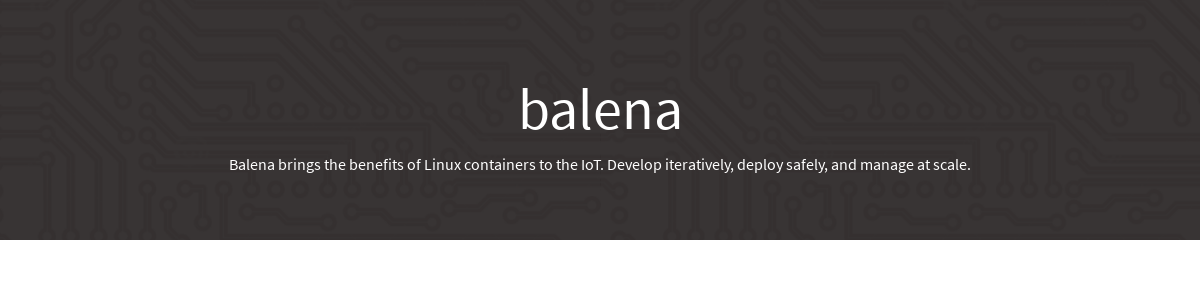 balena
Balena brings the benefits of Linux containers to the IoT. Develop iteratively, deploy safely, and manage at scale.